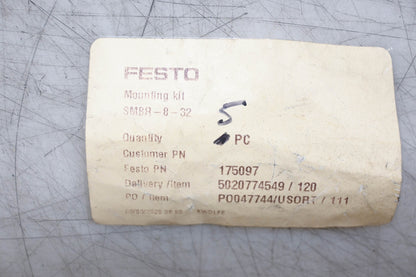 FESTO
Mounting kit
SMBR-8-32
5
Quantity PC
Customer PN
Festo PN 175097
Delivery /item 5020774549 / 120
PO / item PO047744/USORT / 111